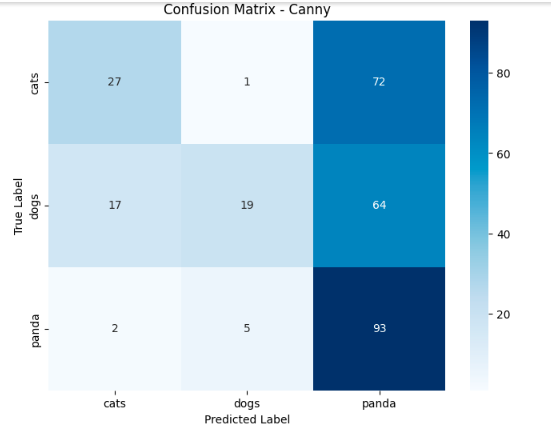 Confusion Matrix - Canny
cats
27 1 72
80
60
True Label
dogs
17 19 64
40
panda
2 5 93
20
cats dogs panda
Predicted Label